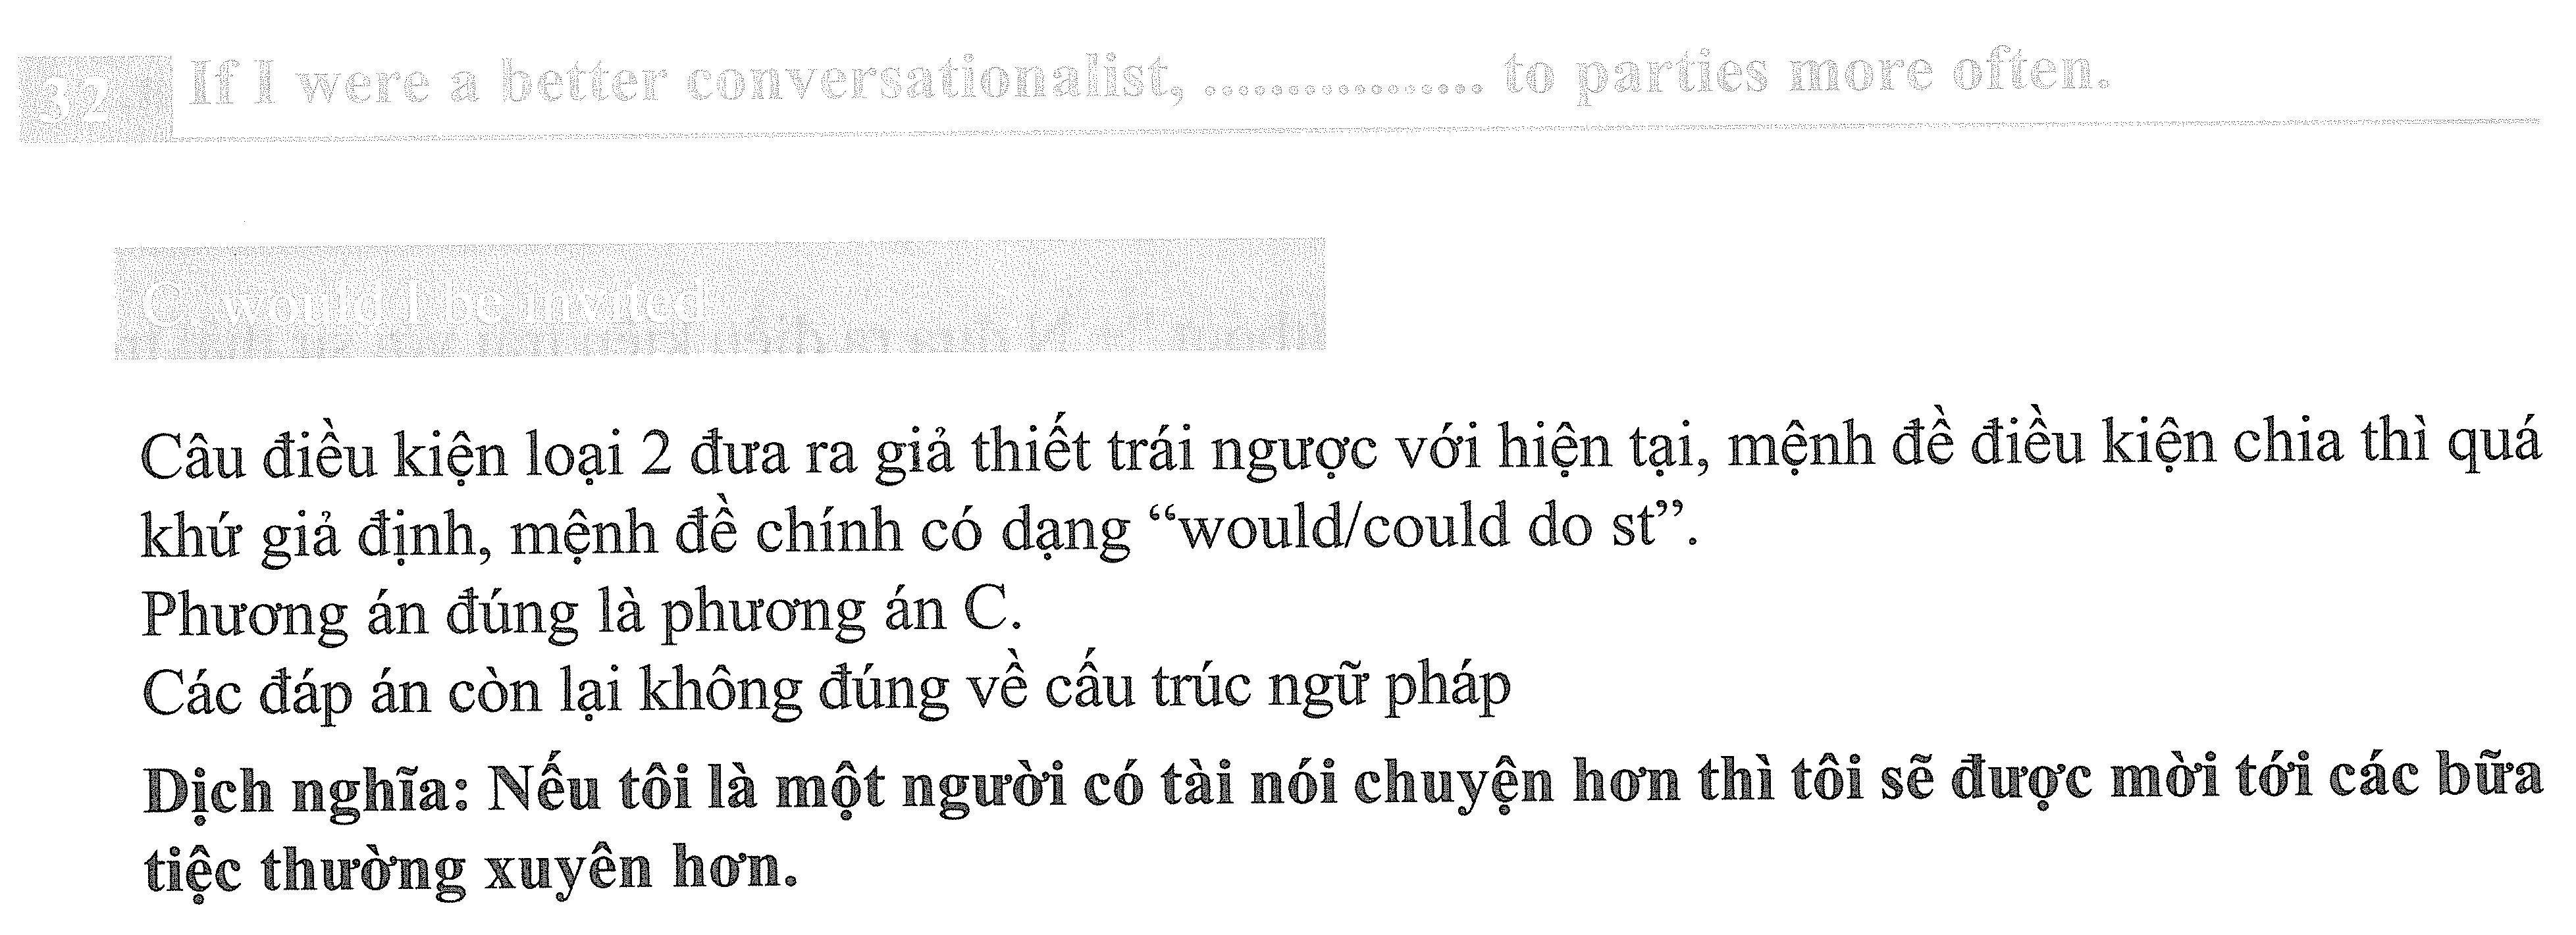 32 If I were a better conversationalist, ................. to parties more often.
C. would I be invited
Câu điều kiện loại 2 đưa ra giả thiết trái ngược với hiện tại, mệnh đề điều kiện chia thì quá
khứ giả định, mệnh đề chính có dạng “would/could do st”.
Phương án đúng là phương án C.
Các đáp án còn lại không đúng về cấu trúc ngữ pháp
Dịch nghĩa: Nếu tôi là một người có tài nói chuyện hơn thì tôi sẽ được mời tới các bữa
tiệc thường xuyên hơn.